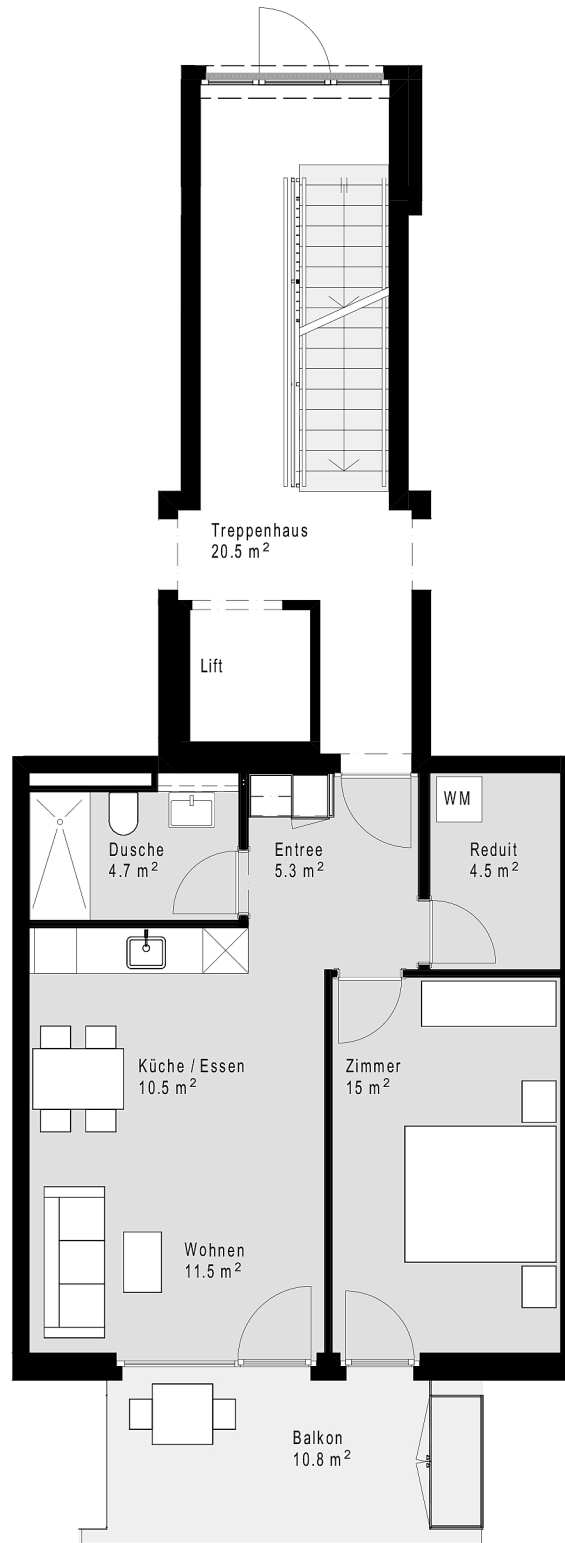 Treppenhaus
20.5 m²
Lift
WM
Dusche
4.7 m²
Entree
5.3 m²
Reduit
4.5 m²
Küche / Essen
10.5 m²
Zimmer
15 m²
Wohnen
11.5 m²
Balkon
10.8 m²